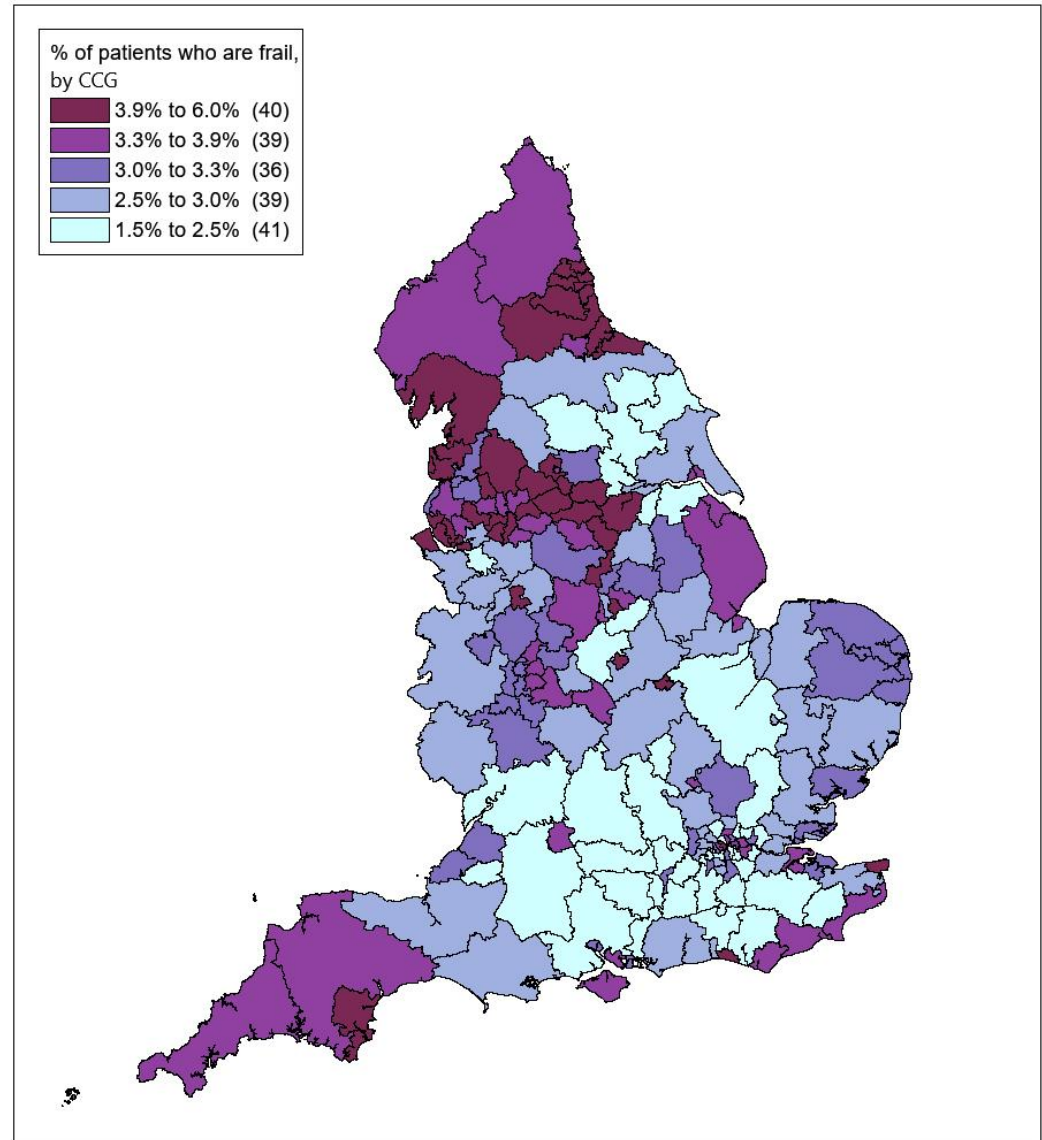 % of patients who are frail,
by CCG
3.9% to 6.0% (40)
3.3% to 3.9% (39)
3.0% to 3.3% (36)
2.5% to 3.0% (39)
1.5% to 2.5% (41)